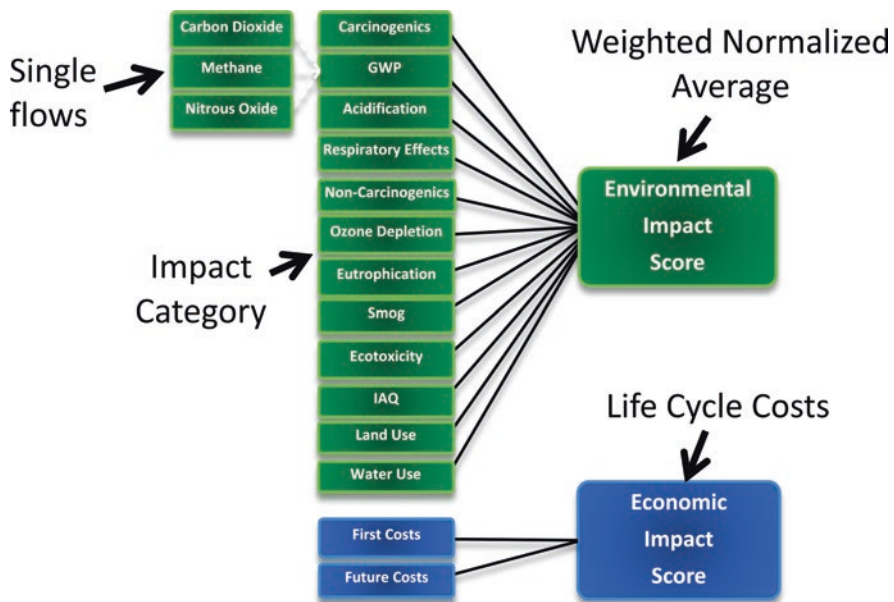 Single
flows
Carbon Dioxide
Methane
Nitrous Oxide
Impact
Category
Carcinogenics
GWP
Acidification
Respiratory Effects
Non-Carcinogenics
Ozone Depletion
Eutrophication
Smog
Ecotoxicity
IAQ
Land Use
Water Use
Weighted Normalized
Average
Environmental
Impact
Score
First Costs
Future Costs
Life Cycle Costs
Economic
Impact
Score